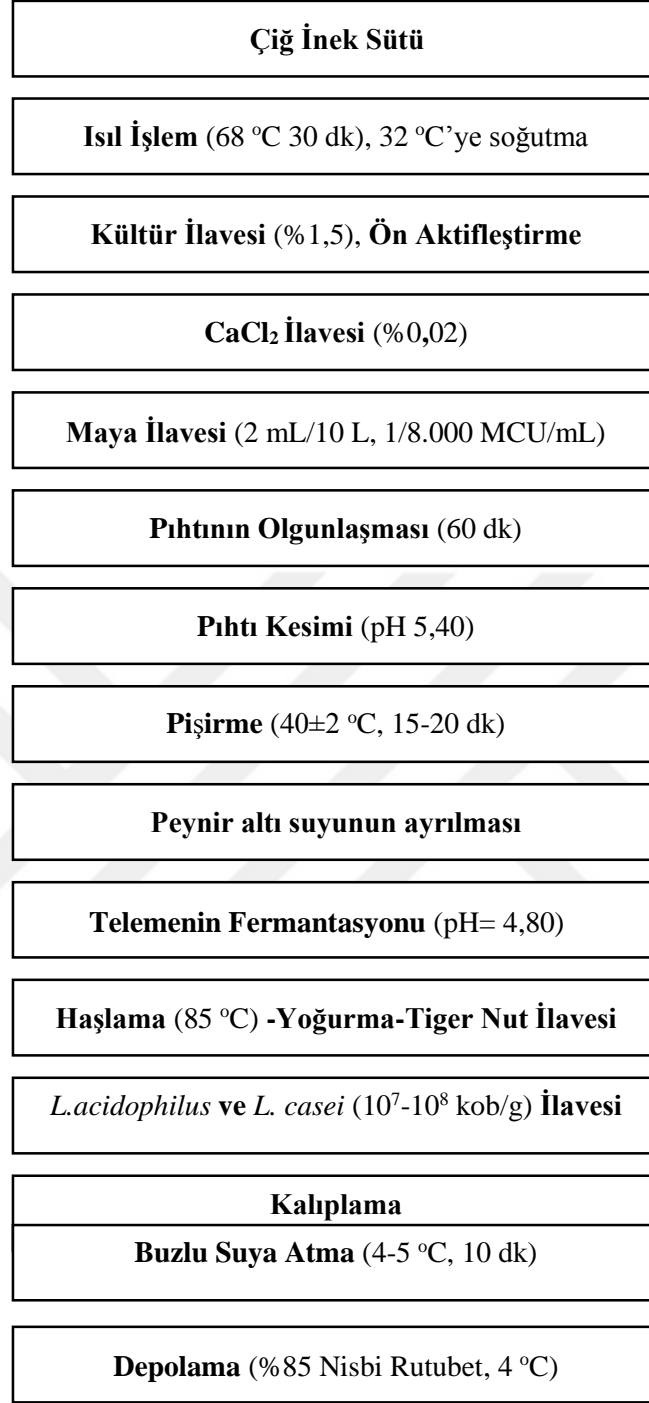 Çiğ İnek Sütü
Isıl İşlem (68 ºC 30 dk), 32 ºC’ye soğutma
Kültür İlavesi (%1,5), Ön Aktifleştirme
CaCl₂ İlavesi (%0,02)
Maya İlavesi (2 mL/10 L, 1/8.000 MCU/mL)
Pıhtının Olgunlaşması (60 dk)
Pıhtı Kesimi (pH 5,40)
Pişirme (40±2 ºC, 15-20 dk)
Peynir altı suyunun ayrılması
Telemenin Fermantasyonu (pH= 4,80)
Haşlama (85 ºC) -Yoğurma-Tiger Nut İlavesi
L.acidophilus ve L. casei (10⁷-10⁸ kob/g) İlavesi
Kalıplama
Buzlu Suya Atma (4-5 ºC, 10 dk)
Depolama (%85 Nisbi Rutubet, 4 ºC)